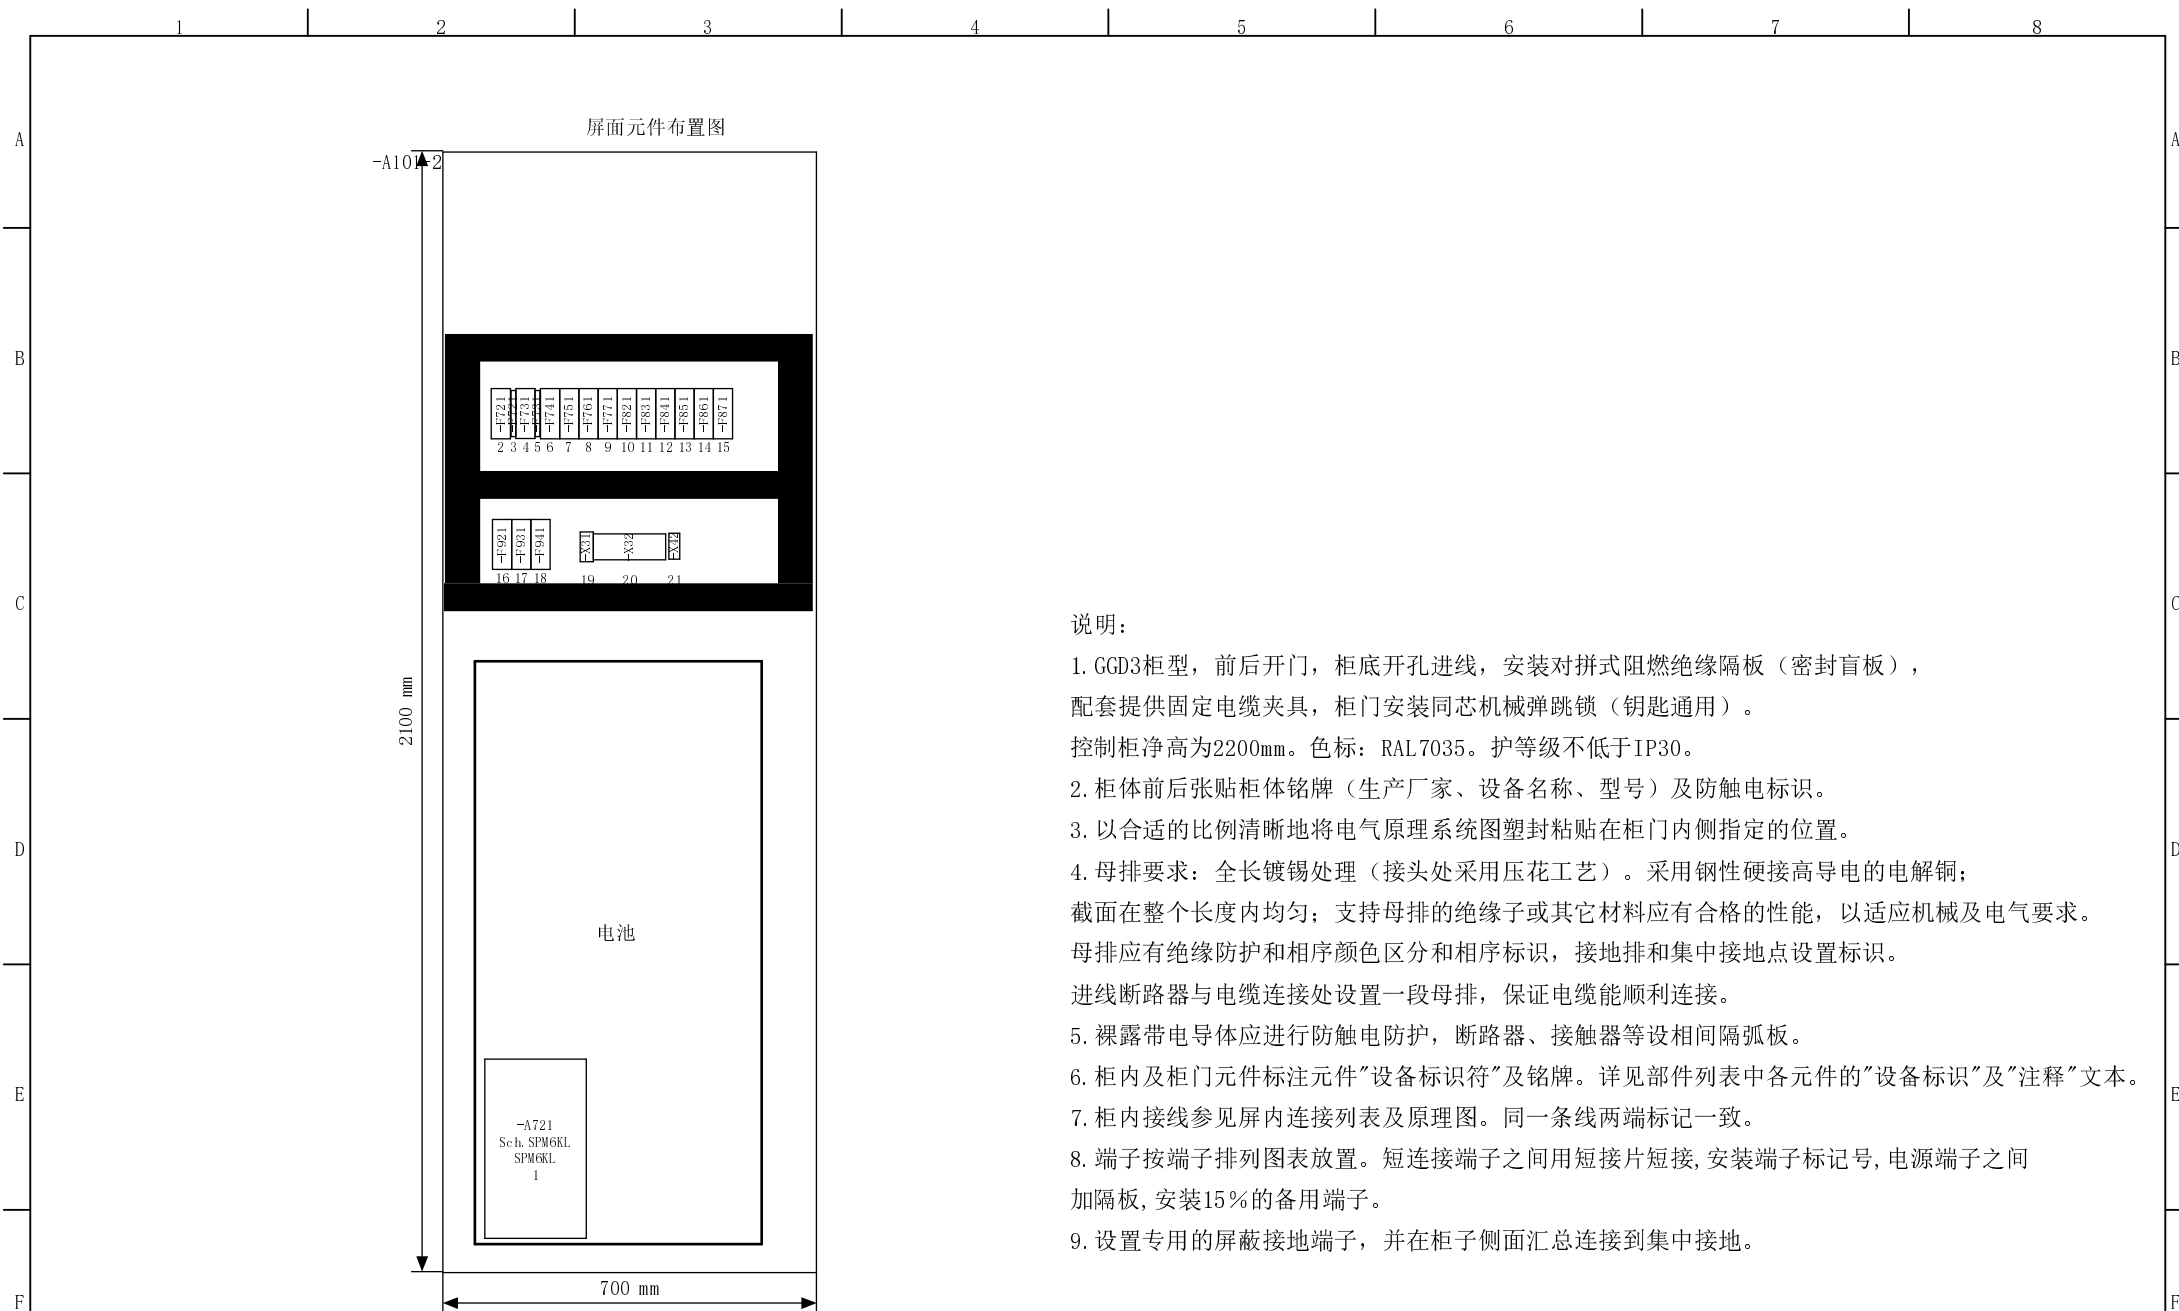 1 2 3 4 5 6 7 8
屏面元件布置图
A A
-A101-2
B B
-F721 -F731 -F741 -F751 -F761 -F771 -F821 -F831 -F841 -F851 -F861 -F871
2 3 4 5 6 7 8 9 10 11 12 13 14 15
-F921 -F931 -F941 -X31 -X32 -X42
16 17 18 19 20 21
C C
2100 mm
说明：
1.GGD3柜型，前后开门，柜底开孔进线，安装对拼式阻燃绝缘隔板（密封盲板），
配套提供固定电缆夹具，柜门安装同芯机械弹跳锁（钥匙通用）。
控制柜净高为2200mm。色标：RAL7035。护等级不低于IP30。
2.柜体前后张贴柜体铭牌（生产厂家、设备名称、型号）及防触电标识。
3.以合适的比例清晰地将电气原理系统图塑封粘贴在柜门内侧指定的位置。
D D
4.母排要求：全长镀锡处理（接头处采用压花工艺）。采用钢性硬接高导电的电解铜；
截面在整个长度内均匀；支持母排的绝缘子或其它材料应有合格的性能，以适应机械及电气要求。
电池
母排应有绝缘防护和相序颜色区分和相序标识，接地排和集中接地点设置标识。
进线断路器与电缆连接处设置一段母排，保证电缆能顺利连接。
5.裸露带电导体应进行防触电防护，断路器、接触器等设相间隔弧板。
6.柜内及柜门元件标注元件"设备标识符"及铭牌。详见部件列表中各元件的"设备标识"及"注释"文本。
E E
7.柜内接线参见屏内连接列表及原理图。同一条线两端标记一致。
8.端子按端子排列图表放置。短连接端子之间用短接片短接,安装端子标记号,电源端子之间
加隔板,安装15%的备用端子。
9.设置专用的屏蔽接地端子，并在柜子侧面汇总连接到集中接地。
-A721
Sch.SPM6KL
SPM6KL
1
700 mm
F F